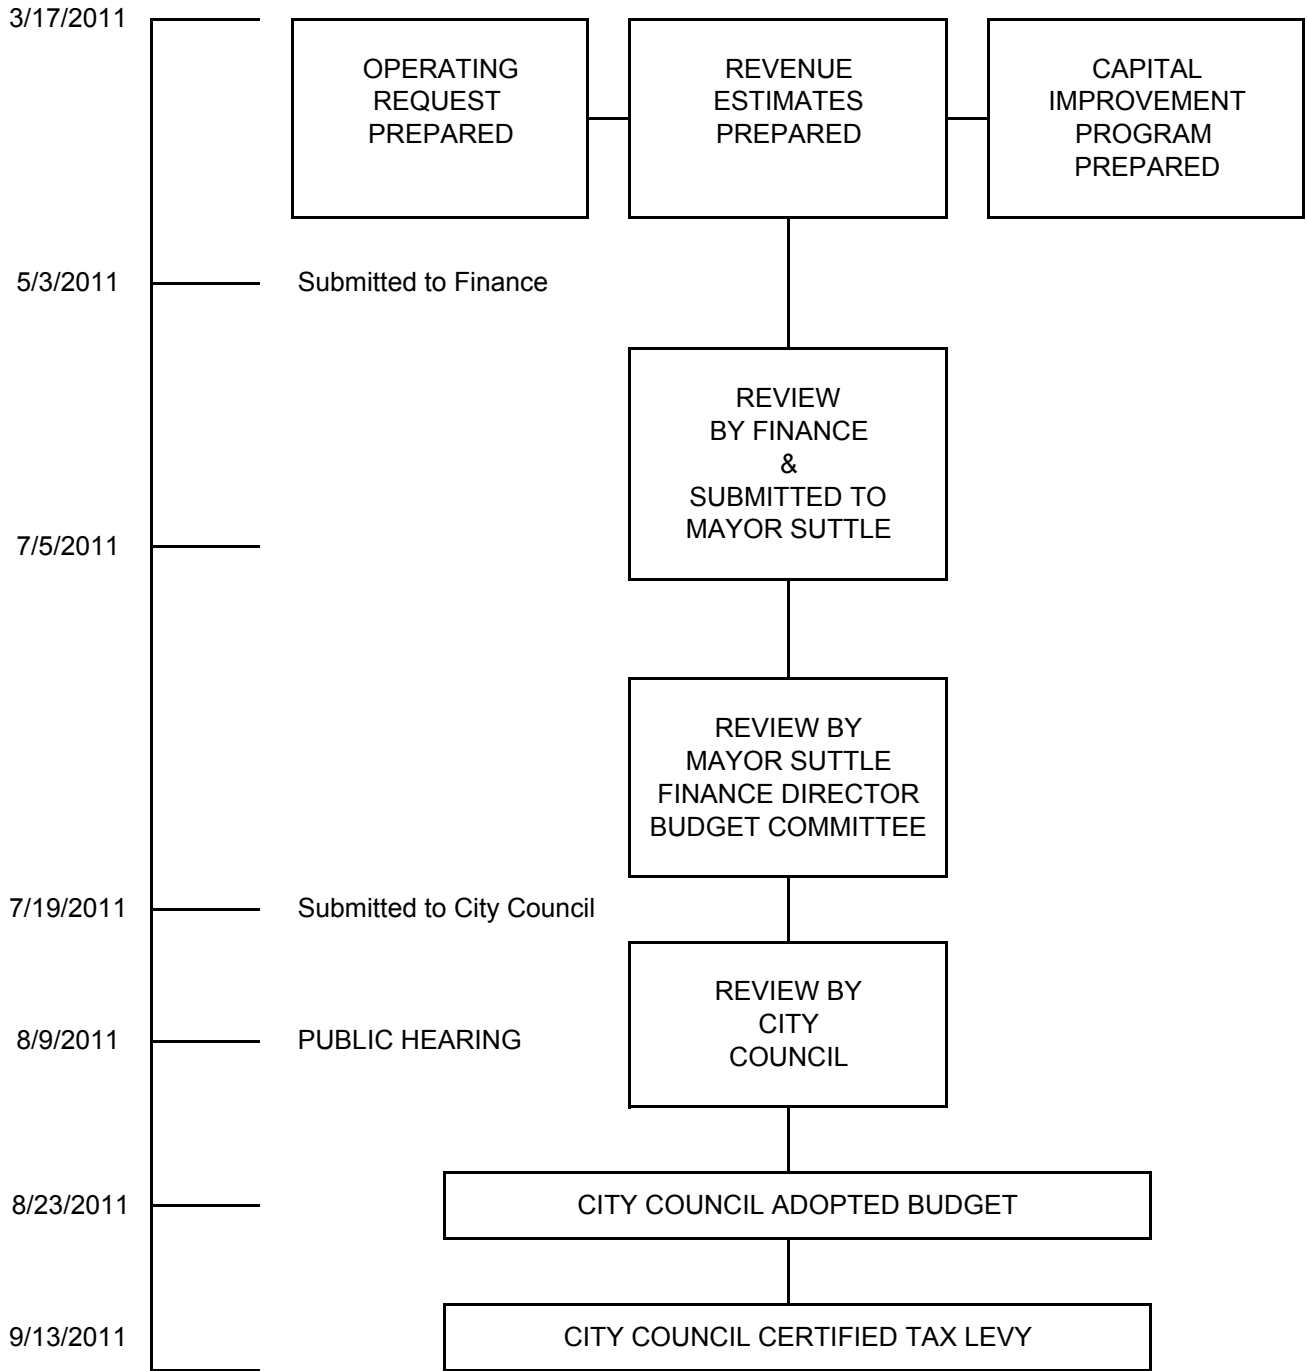 3/17/2011
OPERATING
REQUEST
PREPARED
REVENUE
ESTIMATES
PREPARED
CAPITAL
IMPROVEMENT
PROGRAM
PREPARED
5/3/2011
Submitted to Finance
REVIEW
BY FINANCE
&
SUBMITTED TO
MAYOR SUTTLE
7/5/2011
REVIEW BY
MAYOR SUTTLE
FINANCE DIRECTOR
BUDGET COMMITTEE
7/19/2011
Submitted to City Council
REVIEW BY
CITY
COUNCIL
8/9/2011
PUBLIC HEARING
8/23/2011
CITY COUNCIL ADOPTED BUDGET
9/13/2011
CITY COUNCIL CERTIFIED TAX LEVY